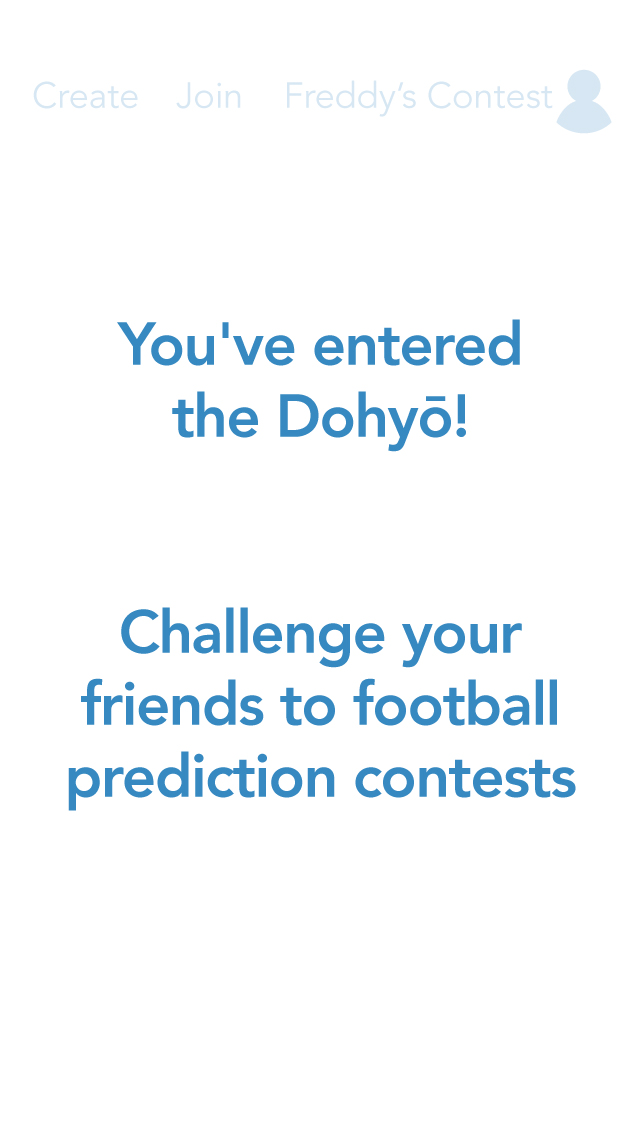 Create Join Freddy’s Contest
You've entered
the Dohyō!
Challenge your
friends to football
prediction contests